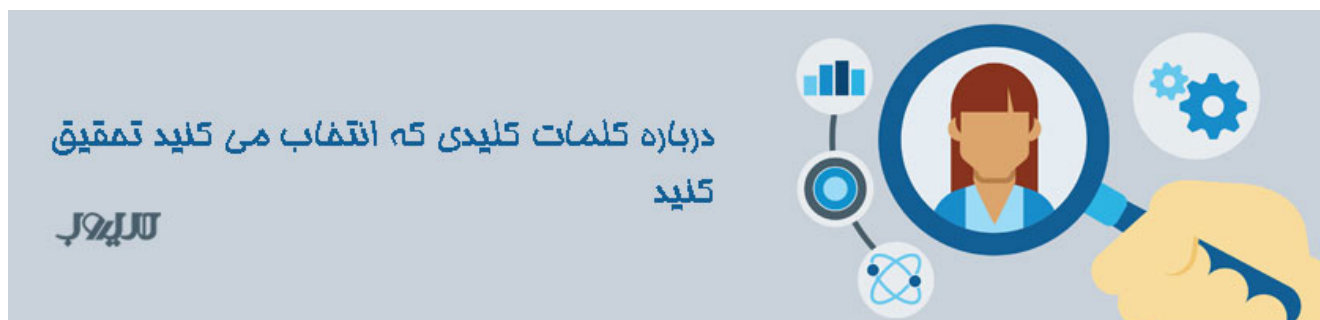 درباره کلمات کلیدی که انتخاب می کنید تحقیق
کنید